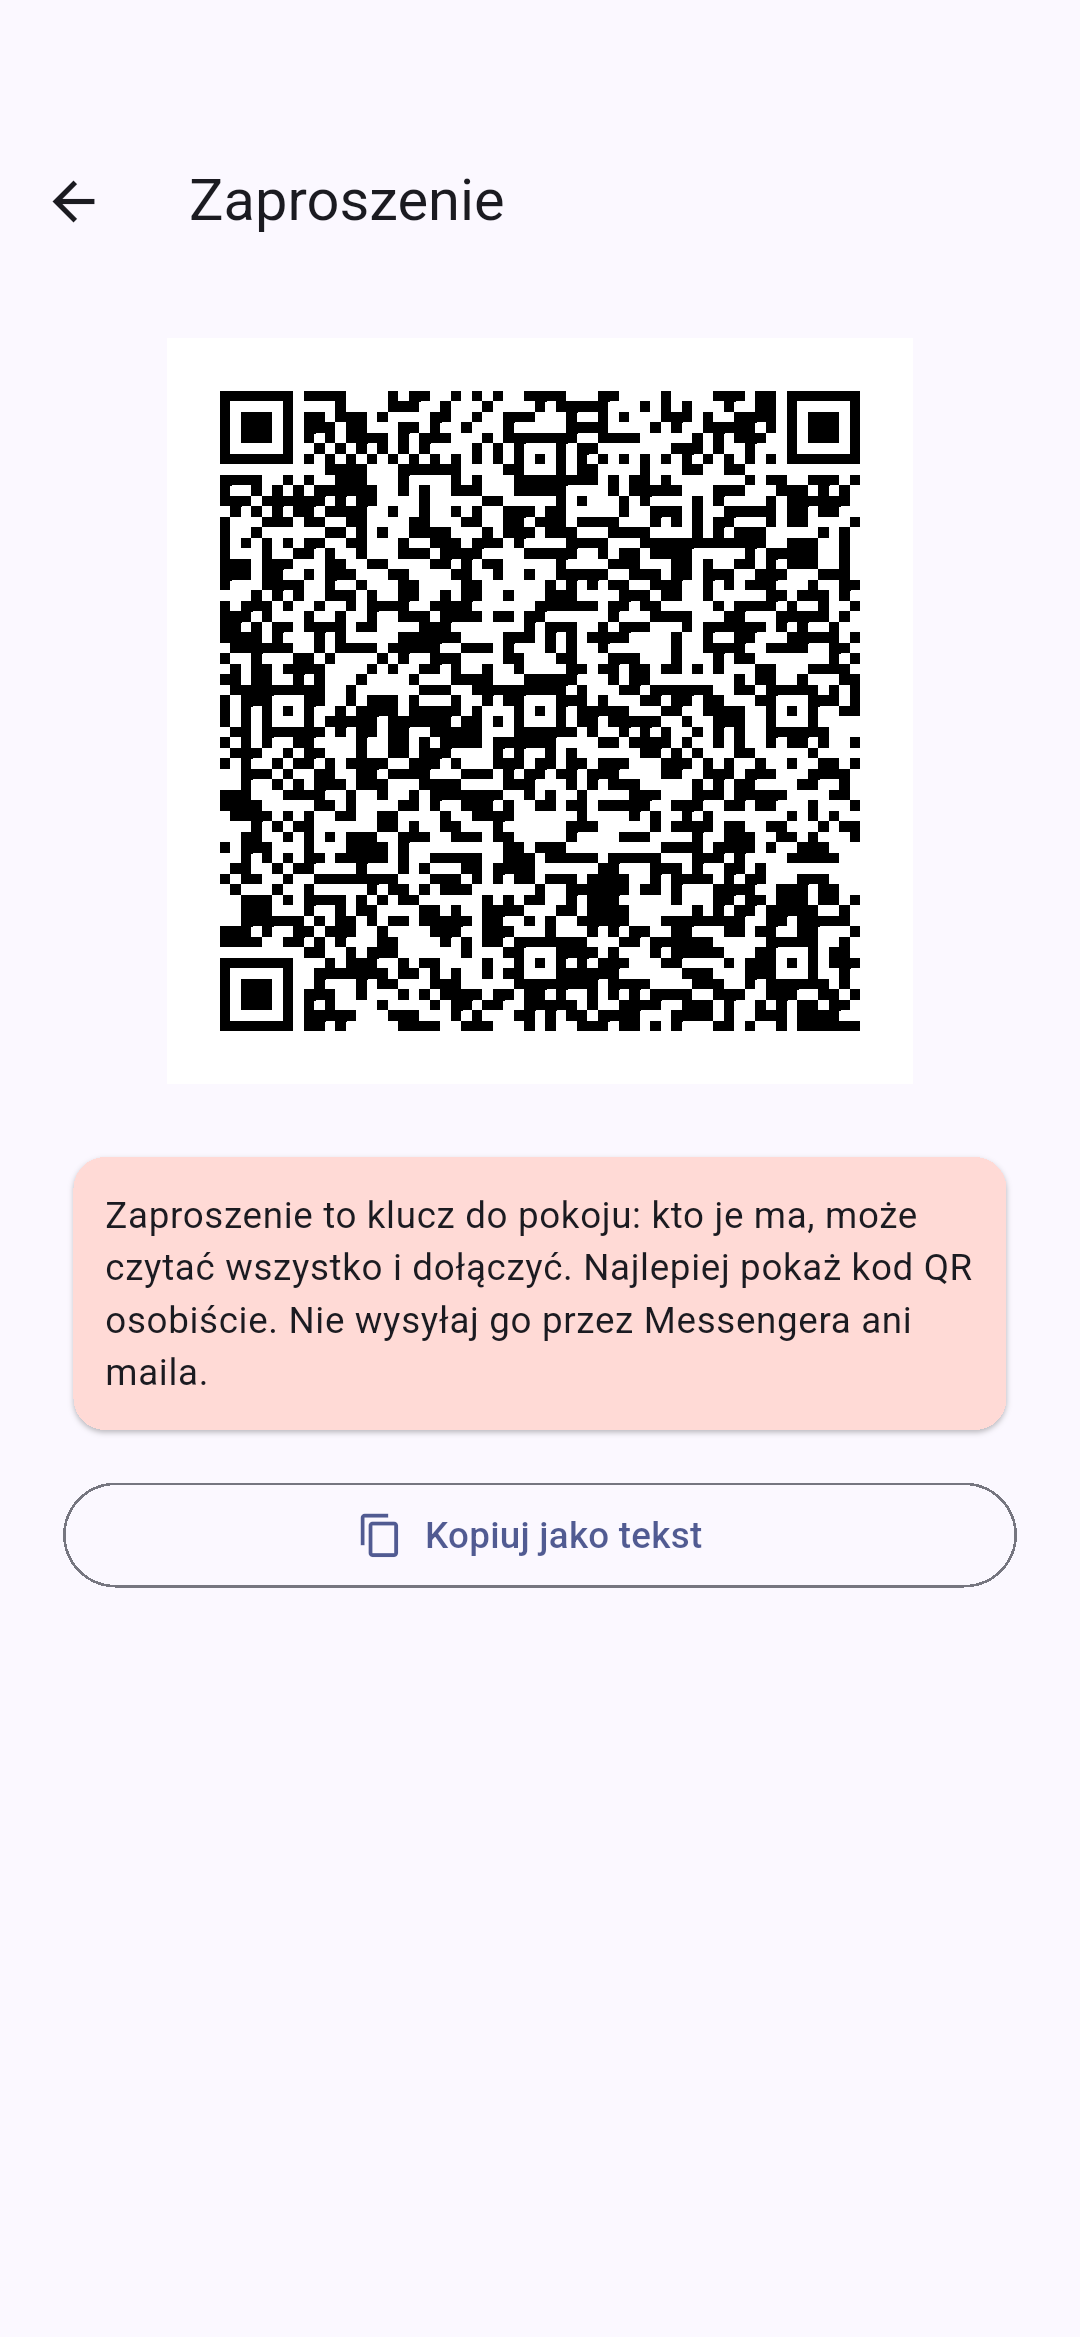 Zaproszenie
Zaproszenie to klucz do pokoju: kto je ma, może
czytać wszystko i dołączyć. Najlepiej pokaż kod QR
osobiście. Nie wysyłaj go przez Messengera ani
maila.
Kopiuj jako tekst